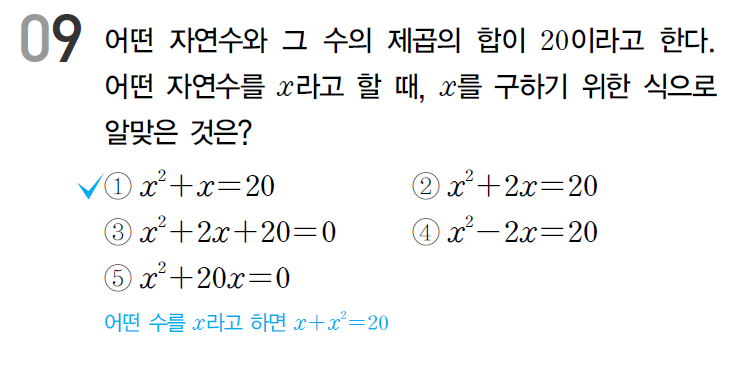 09 어떤 자연수와 그 수의 제곱의 합이 20이라고 한다.
어떤 자연수를 x라고 할 때, x를 구하기 위한 식으로
알맞은 것은?
① x²+x=20 ② x²+2x=20
③ x²+2x+20=0 ④ x²-2x=20
⑤ x²+20x=0
어떤 수를 x라고 하면 x+x²=20